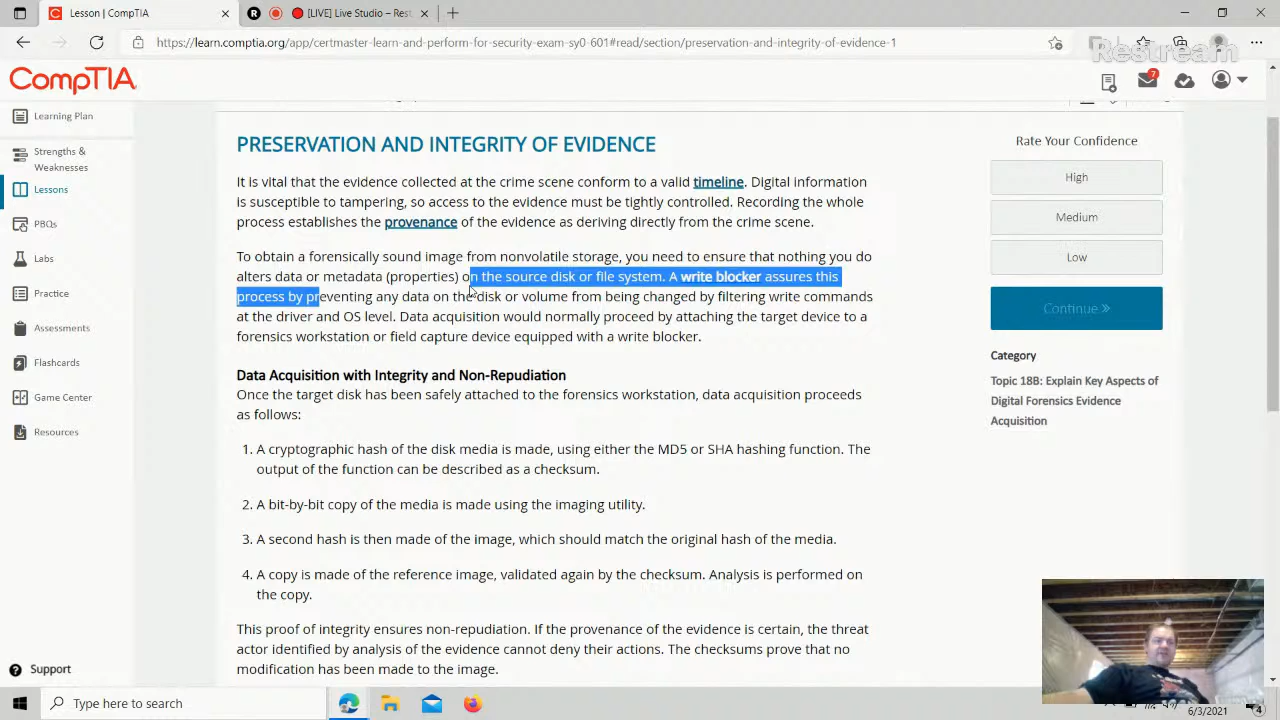 Lesson | CompTIA
[LIVE] Live Studio – Rest
https://learn.comptia.org/app/certmaster-learn-and-perform-for-security-exam-sy0-601#read/section/preservation-and-integrity-of-evidence-1
Restream
CompTIA.
7
Learning Plan
Strengths &
Weaknesses
Lessons
PBQs
Labs
Practice
Assessments
Flashcards
Game Center
Resources
Support
PRESERVATION AND INTEGRITY OF EVIDENCE
It is vital that the evidence collected at the crime scene conform to a valid timeline. Digital information
is susceptible to tampering, so access to the evidence must be tightly controlled. Recording the whole
process establishes the provenance of the evidence as deriving directly from the crime scene.
To obtain a forensically sound image from nonvolatile storage, you need to ensure that nothing you do
alters data or metadata (properties) on the source disk or file system. A write blocker assures this
process by preventing any data on the disk or volume from being changed by filtering write commands
at the driver and OS level. Data acquisition would normally proceed by attaching the target device to a
forensics workstation or field capture device equipped with a write blocker.
Data Acquisition with Integrity and Non-Repudiation
Once the target disk has been safely attached to the forensics workstation, data acquisition proceeds
as follows:
1. A cryptographic hash of the disk media is made, using either the MD5 or SHA hashing function. The
output of the function can be described as a checksum.
2. A bit-by-bit copy of the media is made using the imaging utility.
3. A second hash is then made of the image, which should match the original hash of the media.
4. A copy is made of the reference image, validated again by the checksum. Analysis is performed on
the copy.
This proof of integrity ensures non-repudiation. If the provenance of the evidence is certain, the threat
actor identified by analysis of the evidence cannot deny their actions. The checksums prove that no
modification has been made to the image.
Rate Your Confidence
High
Medium
Low
Continue »
Category
Topic 18B: Explain Key Aspects of
Digital Forensics Evidence
Acquisition
Type here to search
6/3/2021
4